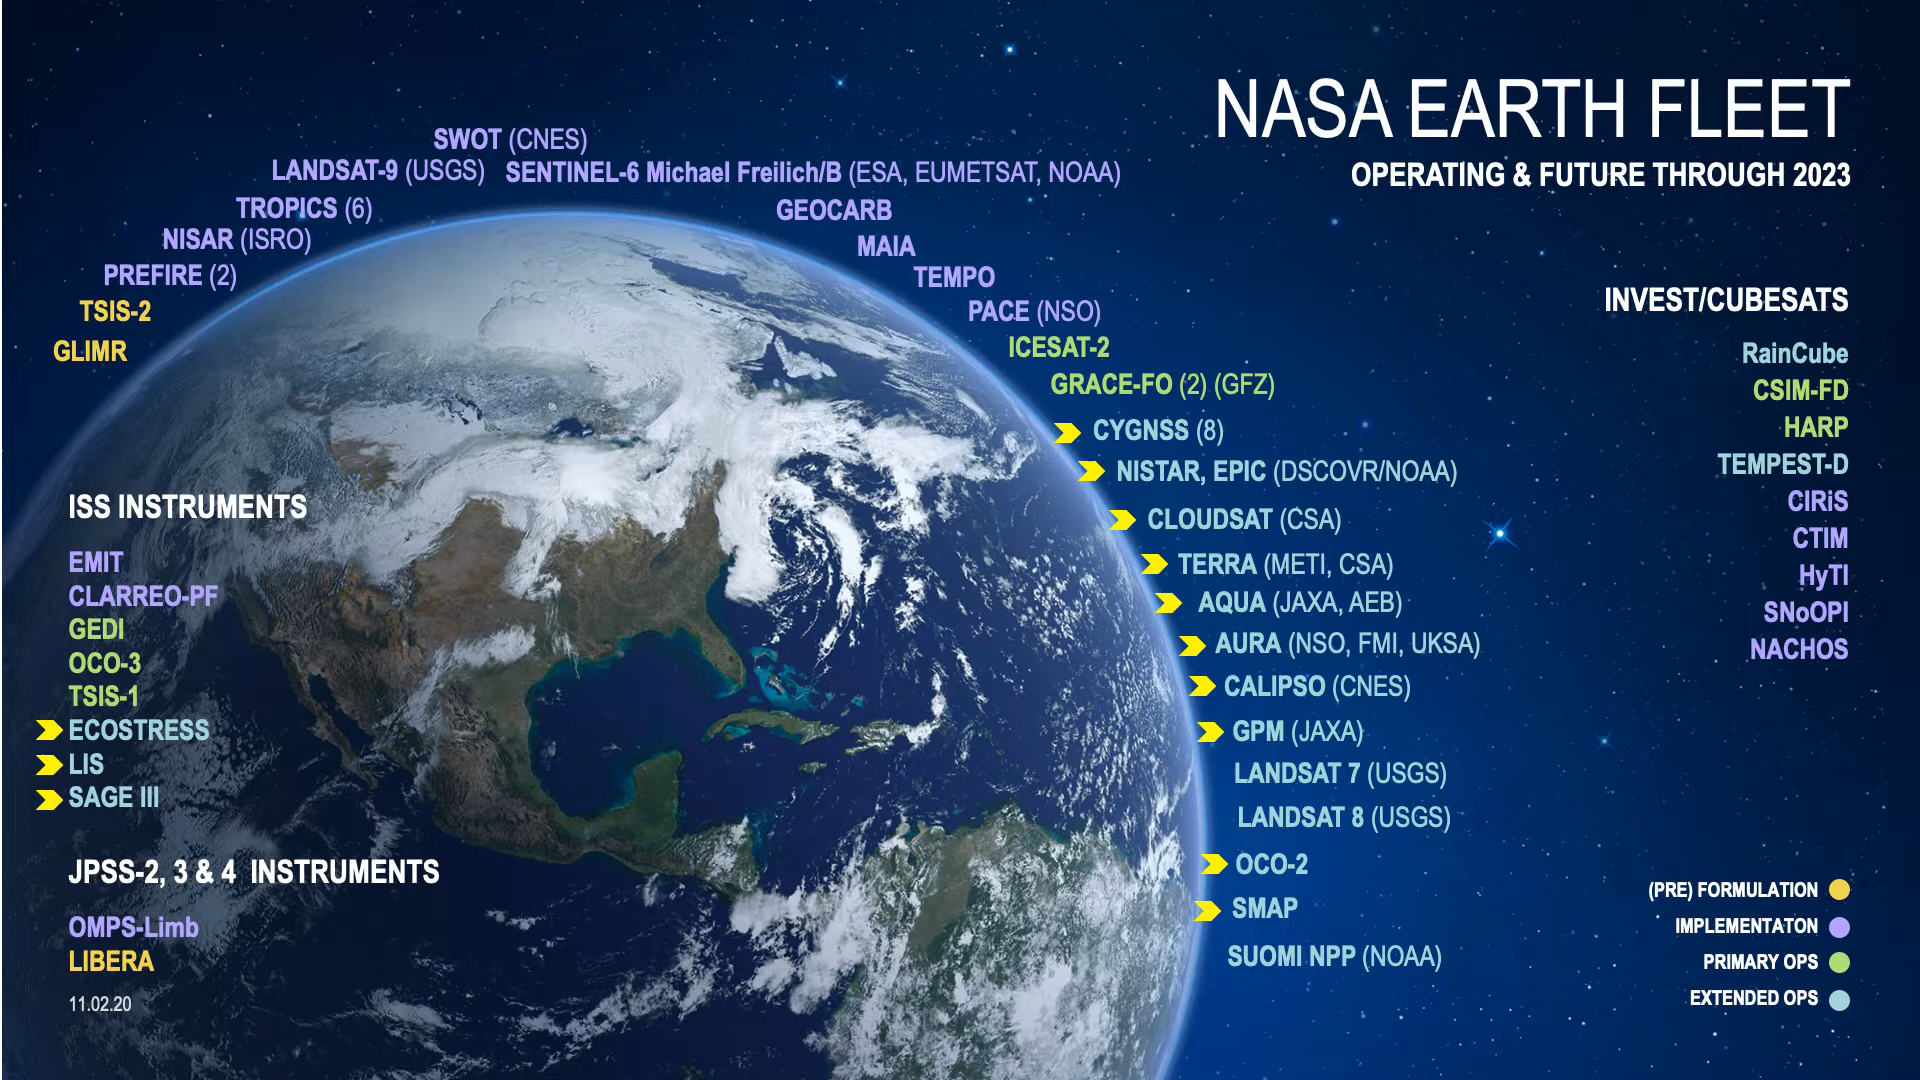 NASA EARTH FLEET
OPERATING & FUTURE THROUGH 2023
SWOT (CNES)
LANDSAT-9 (USGS)
SENTINEL-6 Michael Freilich/B (ESA, EUMETSAT, NOAA)
TROPICS (6)
GEOCARB
NISAR (ISRO)
MAIA
PREFIRE (2)
TEMPO
TSIS-2
PACE (NSO)
GLIMR
ICESAT-2
GRACE-FO (2) (GFZ)
CYGNSS (8)
NISTAR, EPIC (DSCOVR/NOAA)
CLOUDSAT (CSA)
TERRA (METI, CSA)
AQUA (JAXA, AEB)
AURA (NSO, FMI, UKSA)
CALIPSO (CNES)
GPM (JAXA)
LANDSAT 7 (USGS)
LANDSAT 8 (USGS)
OCO-2
SMAP
SUOMI NPP (NOAA)
INVEST/CUBESATS
RainCube
CSIM-FD
HARP
TEMPEST-D
CIRiS
CTIM
HyTI
SNoOPI
NACHOS
ISS INSTRUMENTS
EMIT
CLARREO-PF
GEDI
OCO-3
TSIS-1
ECOSTRESS
LIS
SAGE III
JPSS-2, 3 & 4 INSTRUMENTS
OMPS-Limb
LIBERA
11.02.20
(PRE) FORMULATION
IMPLEMENTATON
PRIMARY OPS
EXTENDED OPS